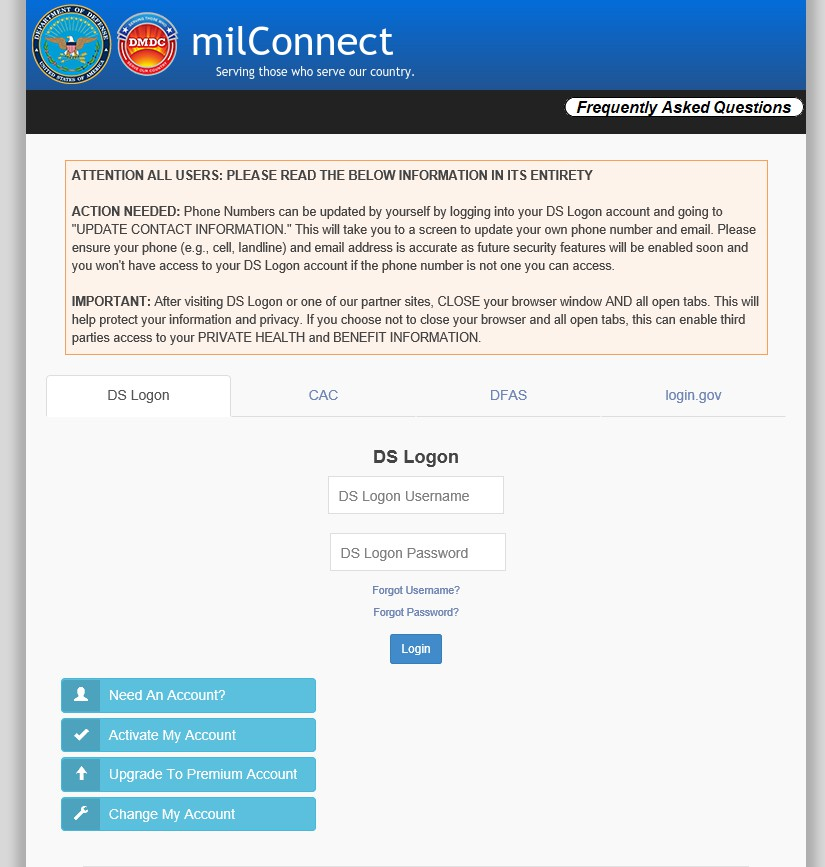 DEPARTMENT OF DEFENSE
UNITED STATES OF AMERICA
DMDC
milConnect
Serving those who serve our country.
Frequently Asked Questions
ATTENTION ALL USERS: PLEASE READ THE BELOW INFORMATION IN ITS ENTIRETY
ACTION NEEDED: Phone Numbers can be updated by yourself by logging into your DS Logon account and going to
"UPDATE CONTACT INFORMATION." This will take you to a screen to update your own phone number and email. Please
ensure your phone (e.g., cell, landline) and email address is accurate as future security features will be enabled soon and
you won't have access to your DS Logon account if the phone number is not one you can access.
IMPORTANT: After visiting DS Logon or one of our partner sites, CLOSE your browser window AND all open tabs. This will
help protect your information and privacy. If you choose not to close your browser and all open tabs, this can enable third
parties access to your PRIVATE HEALTH and BENEFIT INFORMATION.
DS Logon
CAC
DFAS
login.gov
DS Logon
DS Logon Username
DS Logon Password
Forgot Username?
Forgot Password?
Login
Need An Account?
Activate My Account
Upgrade To Premium Account
Change My Account